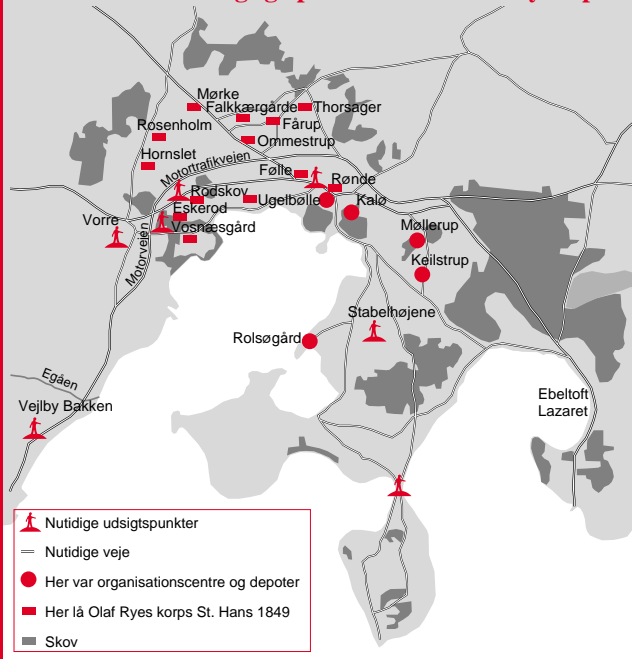 Mørke
Falkkærgårde
Thorsager
Fårup
Rosenholm
Ommestrup
Hornslet
Motortrafikvejen
Følle
Rønde
Rodskov
Ugelbølle
Kalø
Eskerod
Vorre
Vosnæsgård
Møllerup
Motorvejen
Keilstrup
Stabelhøjene
Rolsøgård
Egåen
Ebeltoft
Lazaret
Vejlby Bakken
Nutidige udsigtspunkter
Nutidige veje
Her var organisationscentre og depoter
Her lå Olaf Ryes korps St. Hans 1849
Skov